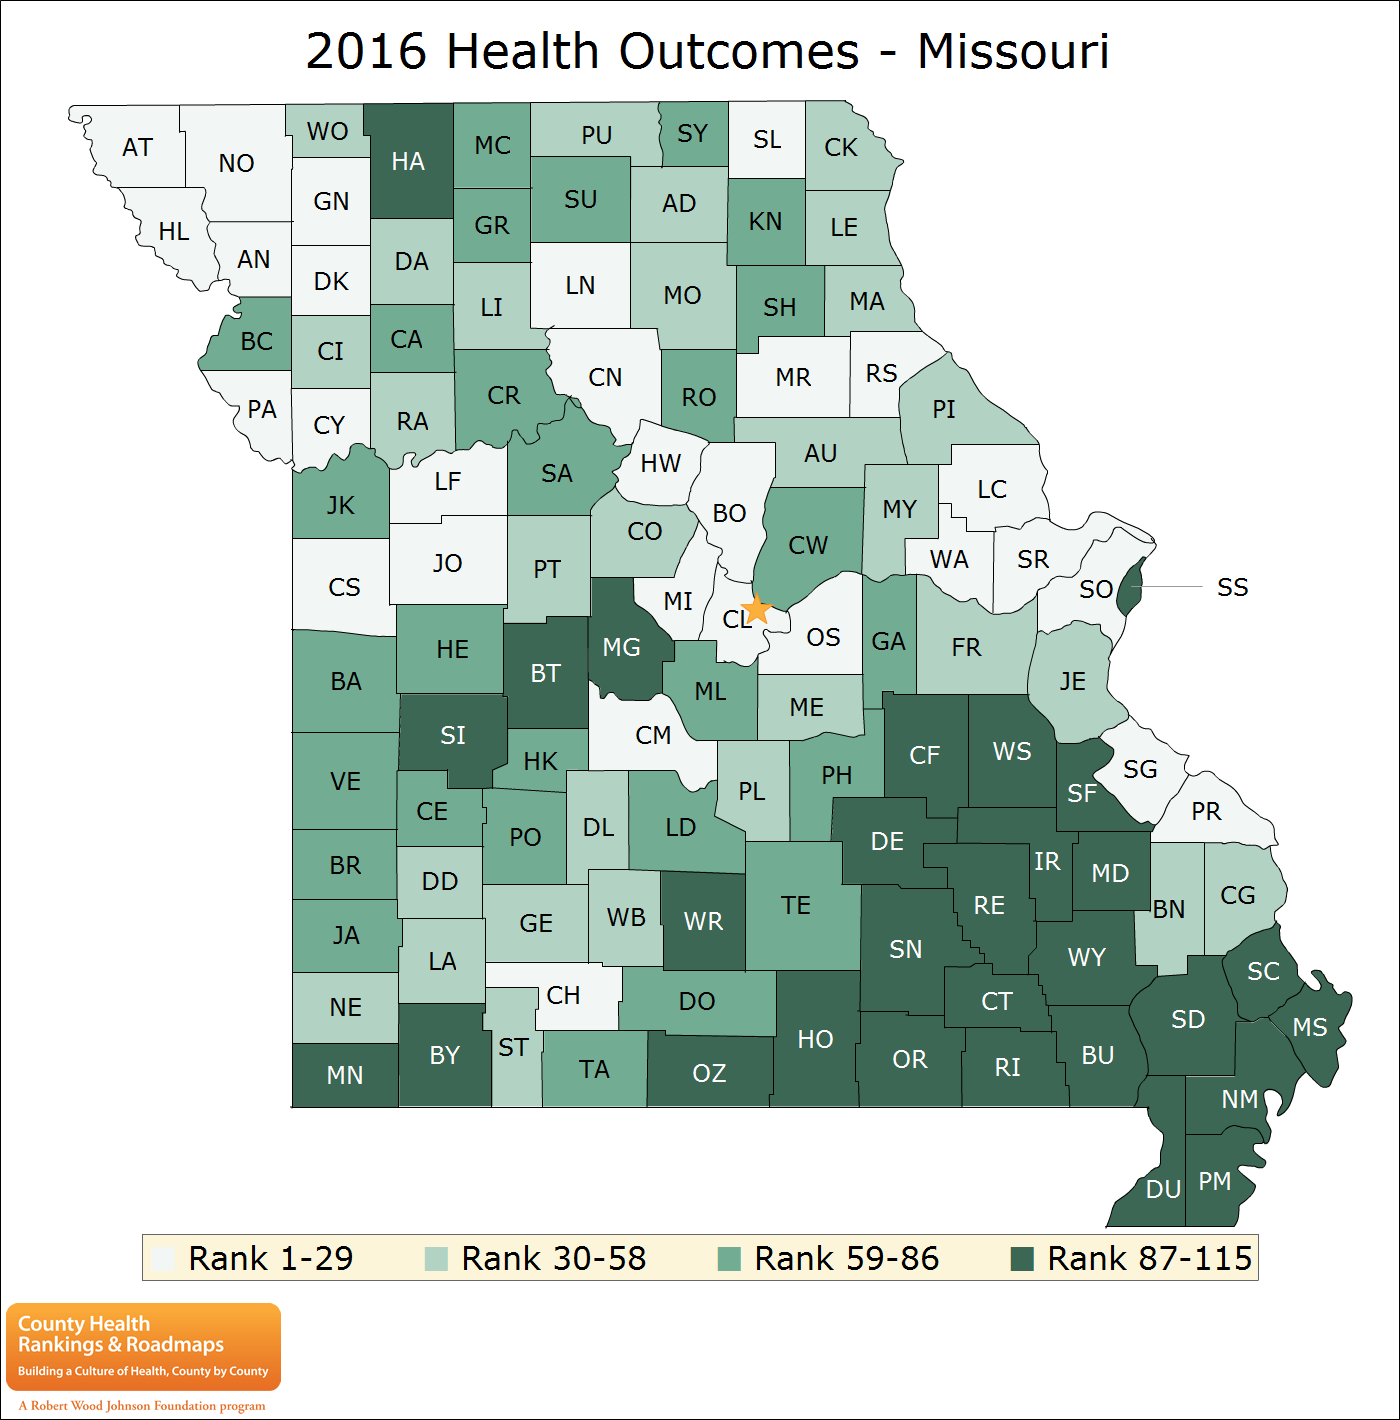 2016 Health Outcomes - Missouri
AT
NO
WO
HA
MC
PU
SY
SL
CK
HL
AN
GN
DK
DA
GR
SU
AD
KN
LE
BC
CI
CA
LI
LN
MO
SH
MA
PA
CY
RA
CR
CN
RO
MR
RS
PI
JK
LF
SA
HW
BO
AU
MY
LC
CS
JO
PT
CO
MI
CW
WA
SR
SO
SS
BA
HE
BT
MG
CL
OS
GA
FR
JE
VE
SI
HK
CM
ML
ME
PH
CF
WS
SF
SG
PR
BR
CE
PO
DL
LD
PL
DE
IR
MD
BN
CG
JA
DD
GE
WB
WR
TE
SN
RE
WY
SC
NE
LA
CH
DO
HO
CT
SD
MS
MN
BY
ST
TA
OZ
OR
RI
BU
NM
DU
PM
Rank 1-29
Rank 30-58
Rank 59-86
Rank 87-115
County Health
Rankings & Roadmaps
Building a Culture of Health, County by County
A Robert Wood Johnson Foundation program